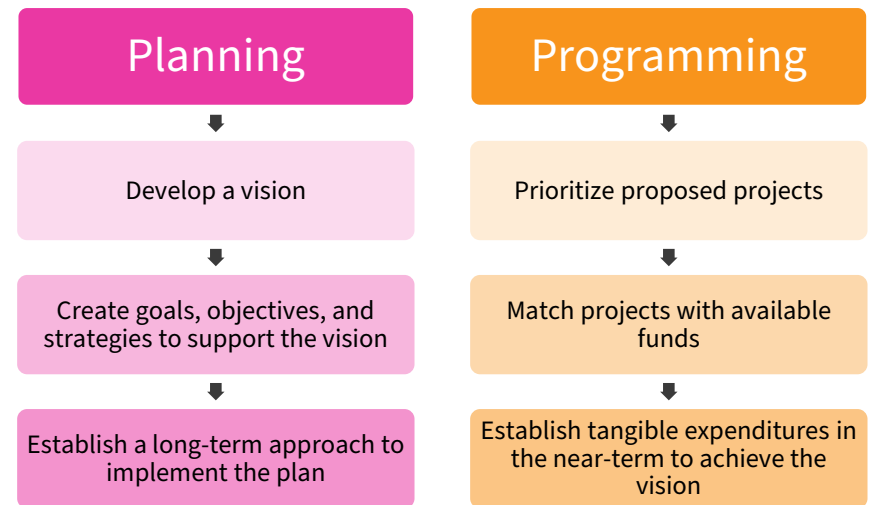 Planning
Develop a vision
Create goals, objectives, and
strategies to support the vision
Establish a long-term approach to
implement the plan
Programming
Prioritize proposed projects
Match projects with available
funds
Establish tangible expenditures in
the near-term to achieve the
vision